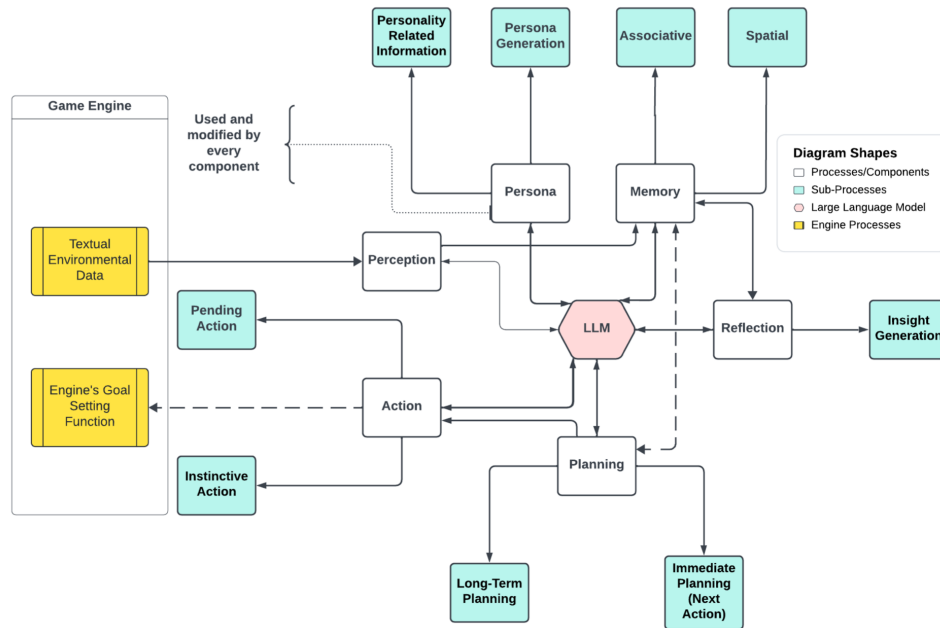 Personality
Related
Information
Persona
Generation
Associative
Spatial
Game Engine
Used and
modified by
every
component
Diagram Shapes
Processes/Components
Sub-Processes
Large Language Model
Engine Processes
Persona
Memory
Textual
Environmental
Data
Perception
Pending
Action
LLM
Reflection
Insight
Generation
Engine's Goal
Setting
Function
Action
Instinctive
Action
Planning
Long-Term
Planning
Immediate
Planning
(Next
Action)